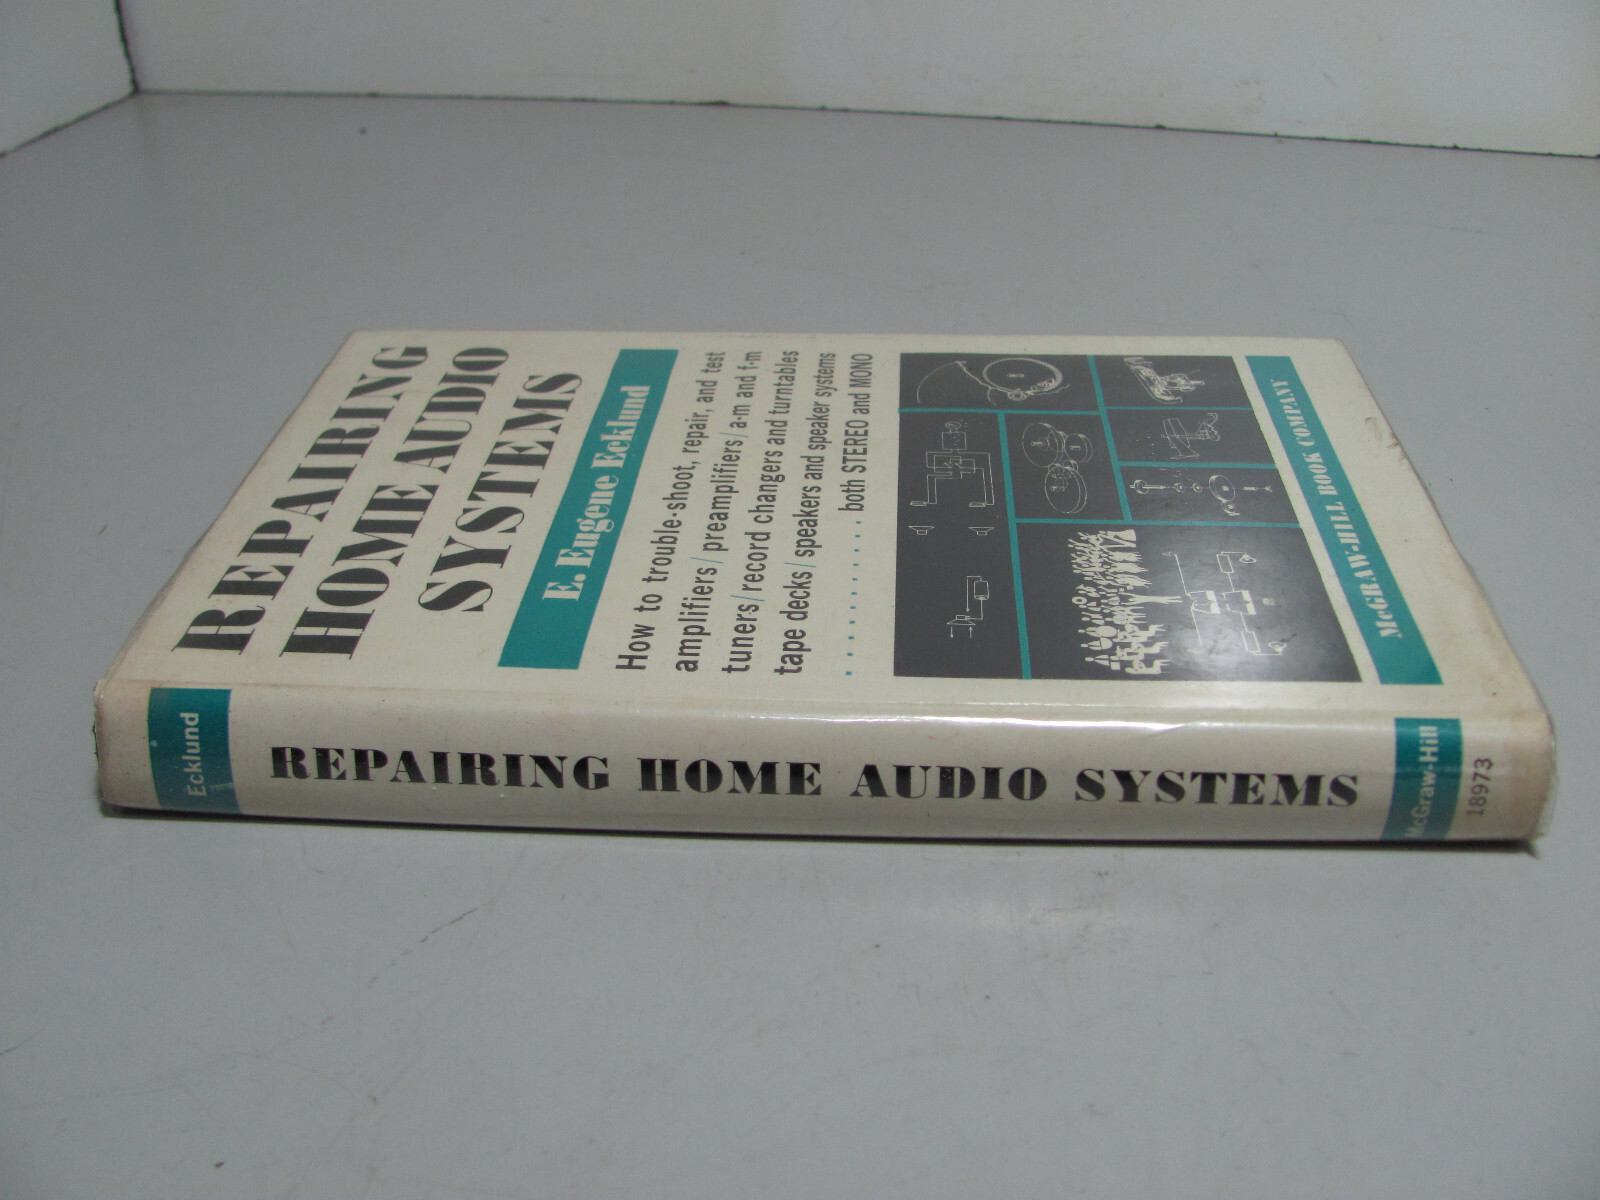 REPAIRING
HOME AUDIO
SYSTEMS
E. Eugene Ecklund
How to trouble-shoot, repair, and test
amplifiers/preamplifiers/a-m and f-m
tuners/record changers and turntables
tape decks/speakers and speaker systems
..........both STEREO and MONO
McGRAW-HILL BOOK COMPANY
Ecklund
REPAIRING HOME AUDIO SYSTEMS
McGraw-Hill
18973